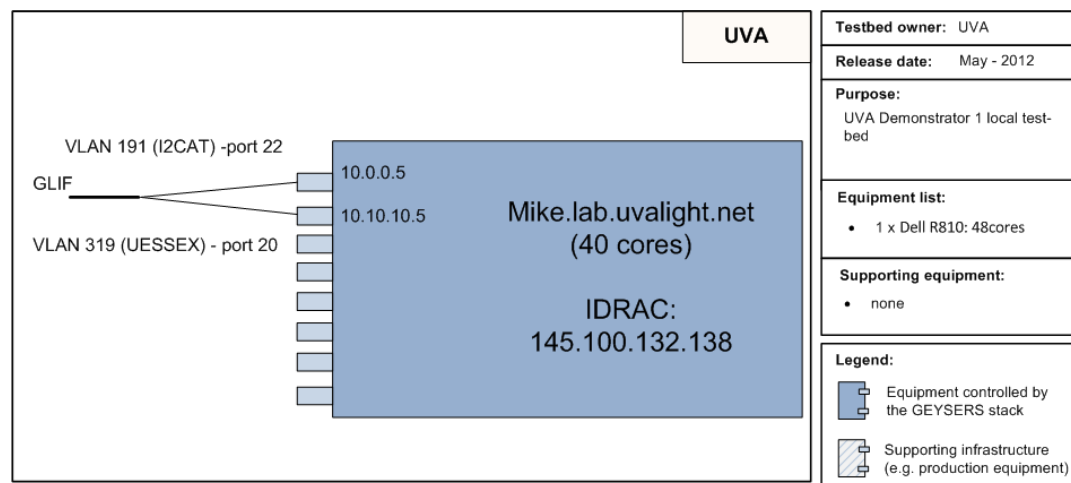 UVA
VLAN 191 (I2CAT) -port 22
GLIF
10.0.0.5
10.10.10.5
VLAN 319 (UESSEX) - port 20
Mike.lab.uvalight.net
(40 cores)
IDRAC:
145.100.132.138
Testbed owner: UVA
Release date: May - 2012
Purpose:
UVA Demonstrator 1 local test-
bed
Equipment list:
• 1 x Dell R810: 48cores
Supporting equipment:
• none
Legend:
Equipment controlled by
the GEYSERS stack
Supporting infrastructure
(e.g. production equipment)